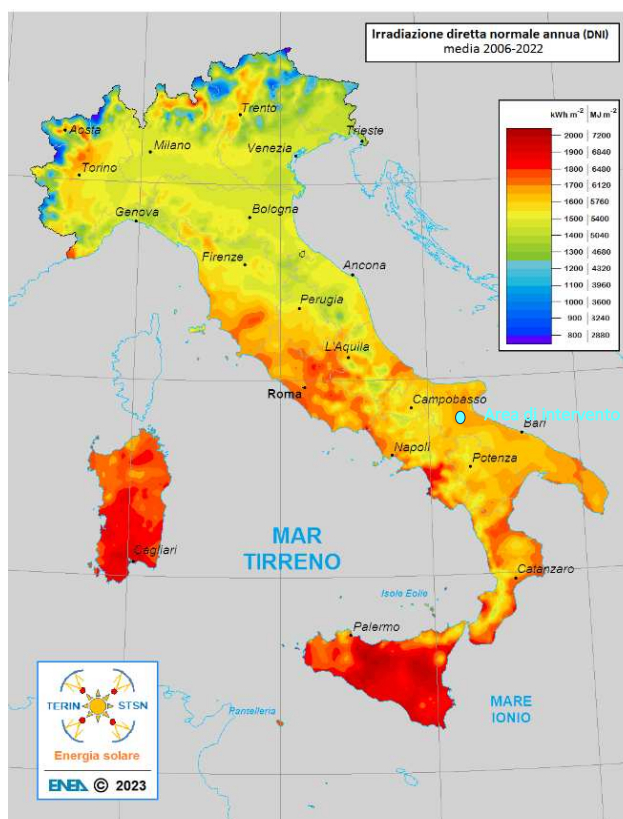 Irradiazione diretta normale annua (DNI)
media 2006-2022
kWh m⁻² MJ m⁻²
2000 7200
1900 6840
1800 6480
1700 6120
1600 5760
1500 5400
1400 5040
1300 4680
1200 4320
1100 3960
1000 3600
900 3240
800 2880
Trento
Aosta
Milano
Venezia
Trieste
Torino
Genova
Bologna
Firenze
Ancona
Perugia
L'Aquila
Roma
Campobasso
Area di intervento
Bari
Napoli
Potenza
MAR
TIRRENO
Cagliari
Catanzaro
Isole Eolie
Palermo
MARE
IONIO
Pantelleria
TERIN STSN
Energia solare
ENEA © 2023